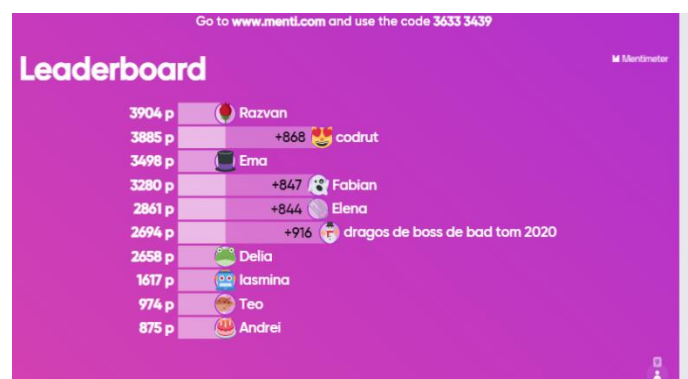 Go to www.menti.com and use the code 3633 3439
Mentimeter
Leaderboard
3904 p Razvan
3885 p +868 codrut
3498 p Ema
3280 p +847 Fabian
2861 p +844 Elena
2694 p +916 dragos de boss de bad tom 2020
2658 p Delia
1617 p Iasmina
974 p Teo
875 p Andrei